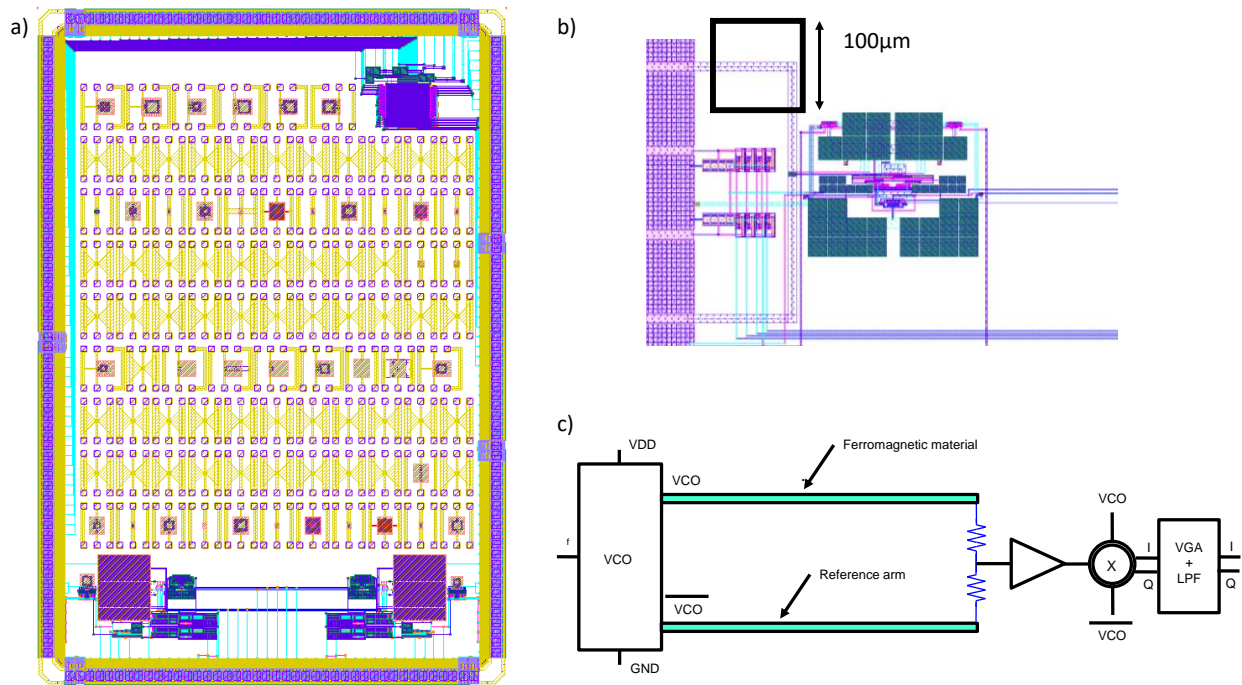 a)
b)
100µm
c)
VDD
Ferromagnetic material
VCO
VCO
f
VCO
I
VGA
+
LPF
I
X
Reference arm
Q
Q
VCO
VCO
GND